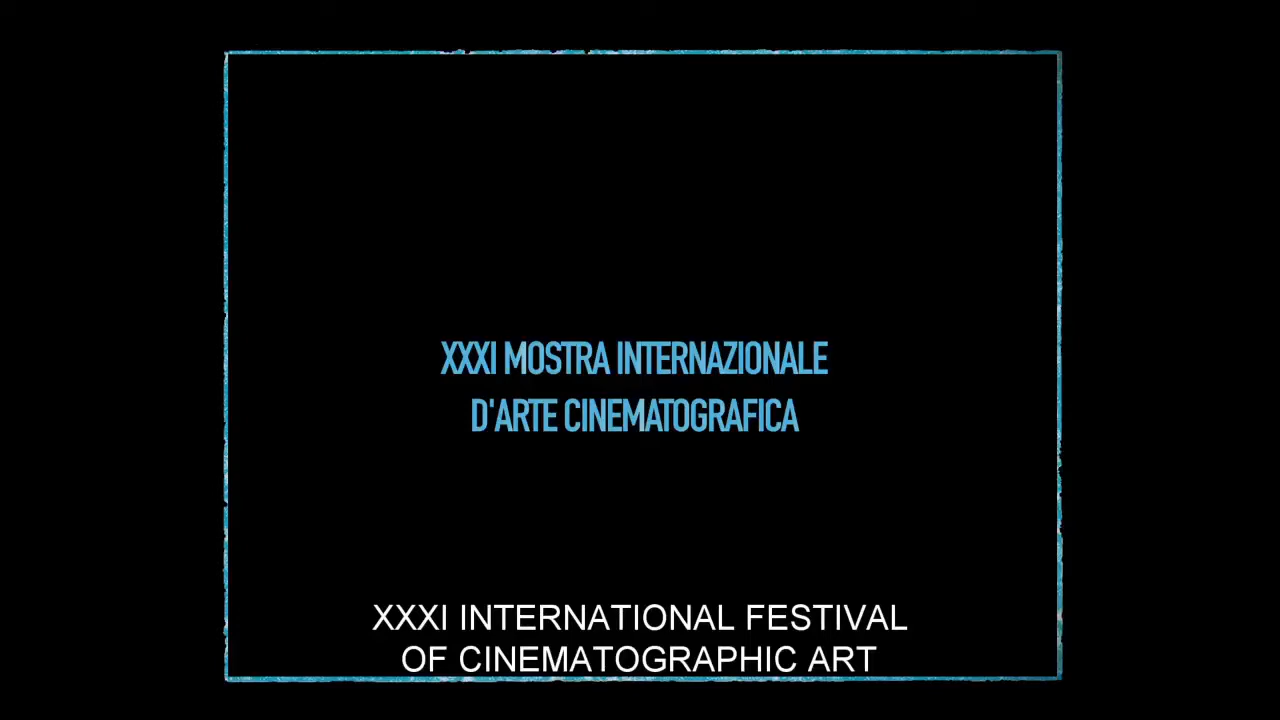 XXXI MOSTRA INTERNAZIONALE
D'ARTE CINEMATOGRAFICA
XXXI INTERNATIONAL FESTIVAL
OF CINEMATOGRAPHIC ART